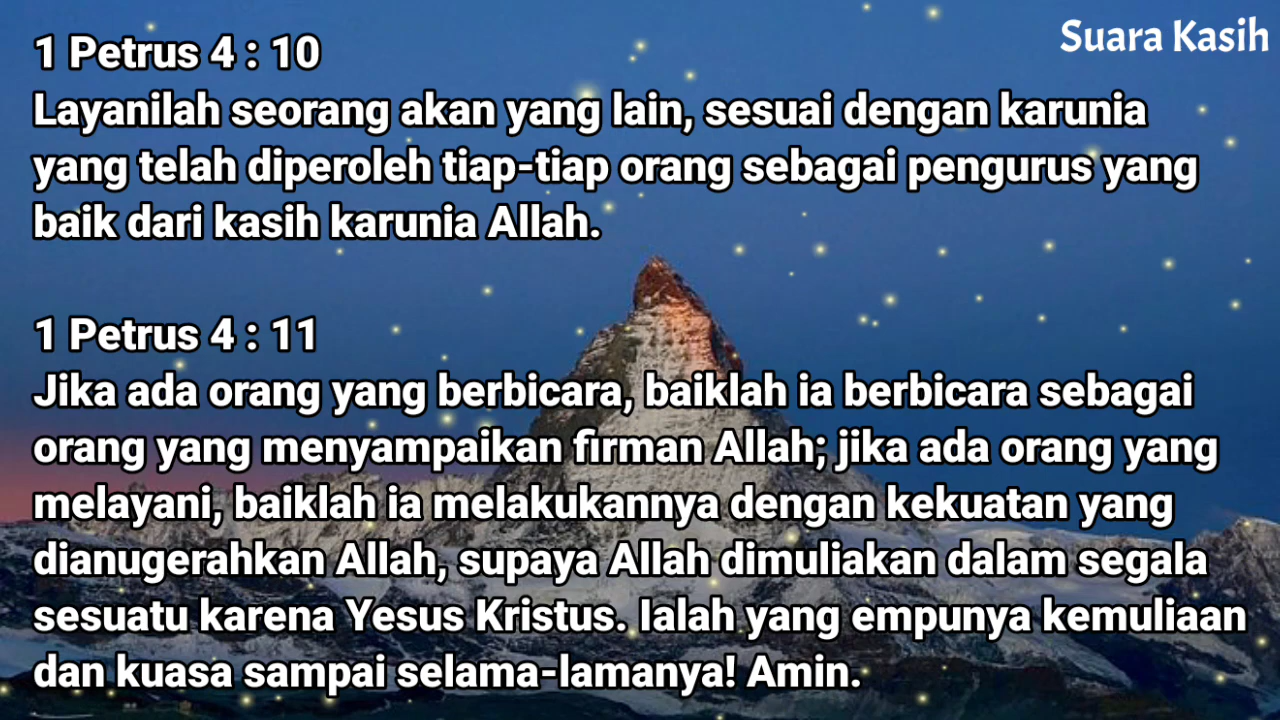 Suara Kasih
1 Petrus 4 : 10
Layanilah seorang akan yang lain, sesuai dengan karunia
yang telah diperoleh tiap-tiap orang sebagai pengurus yang
baik dari kasih karunia Allah.
1 Petrus 4 : 11
Jika ada orang yang berbicara, baiklah ia berbicara sebagai
orang yang menyampaikan firman Allah; jika ada orang yang
melayani, baiklah ia melakukannya dengan kekuatan yang
dianugerahkan Allah, supaya Allah dimuliakan dalam segala
sesuatu karena Yesus Kristus. Ialah yang empunya kemuliaan
dan kuasa sampai selama-lamanya! Amin.